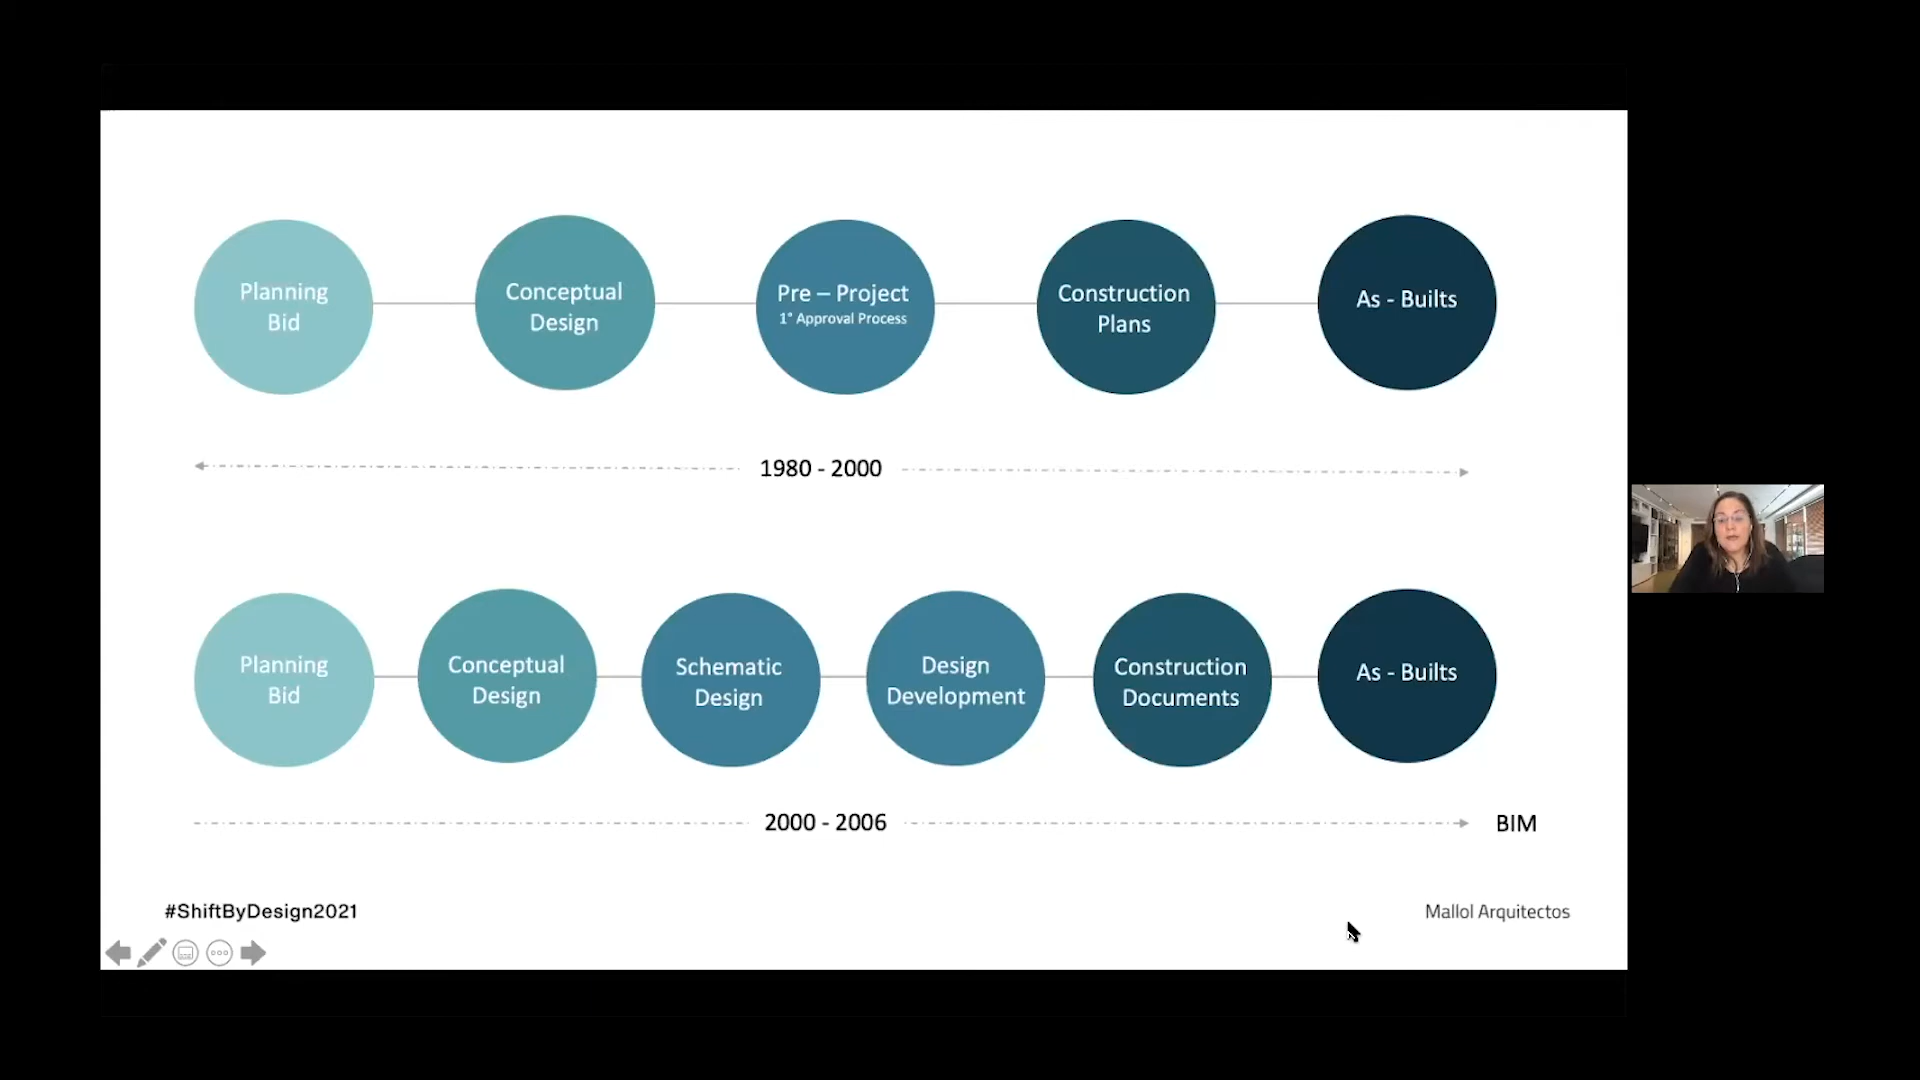 Planning
Bid
Conceptual
Design
Pre – Project
1° Approval Process
Construction
Plans
As - Builts
1980 - 2000
Planning
Bid
Conceptual
Design
Schematic
Design
Design
Development
Construction
Documents
As - Builts
2000 - 2006
BIM
#ShiftByDesign2021
Mallol Arquitectos